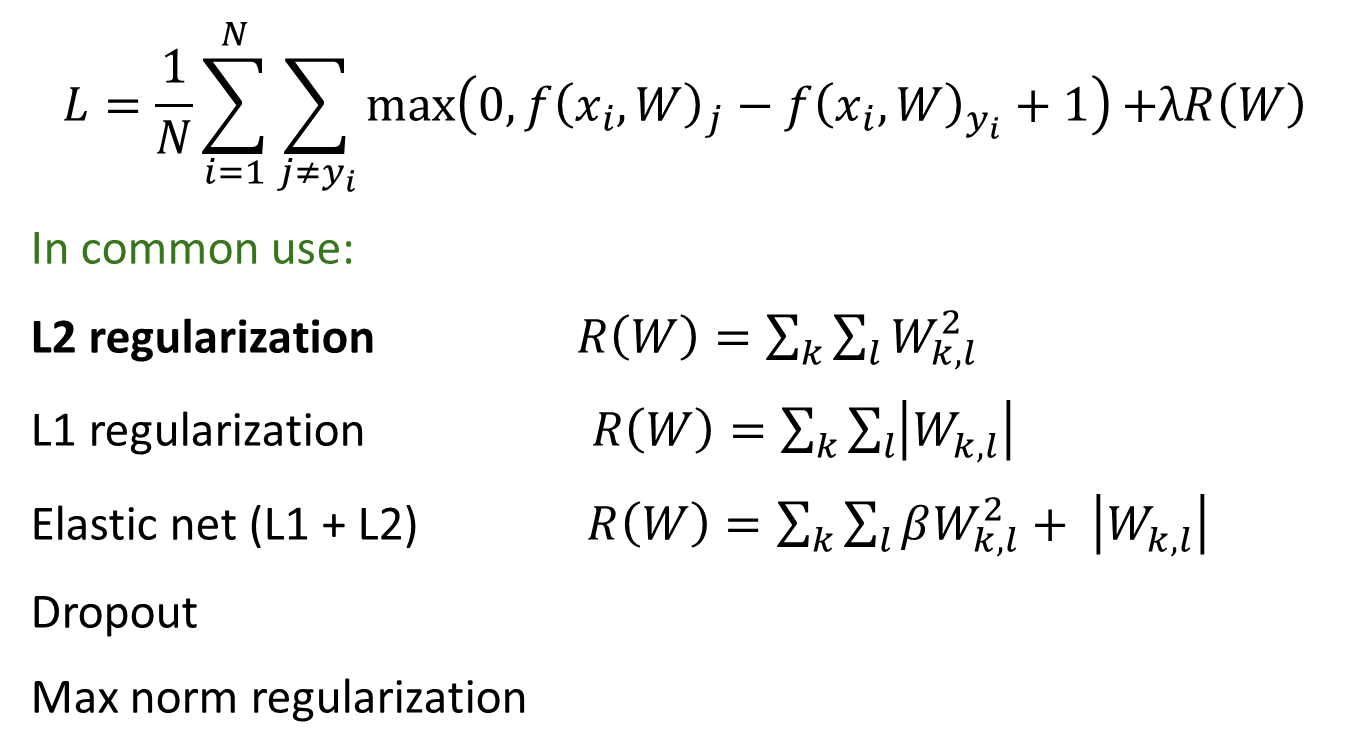 L = \frac{1}{N} \sum_{i=1}^{N} \sum_{j \neq y_i} \max(0, f(x_i, W)_j - f(x_i, W)_{y_i} + 1) + \lambda R(W)
In common use:
L2 regularization R(W) = \sum_k \sum_l W_{k,l}^2
L1 regularization R(W) = \sum_k \sum_l |W_{k,l}|
Elastic net (L1 + L2) R(W) = \sum_k \sum_l \beta W_{k,l}^2 + |W_{k,l}|
Dropout
Max norm regularization